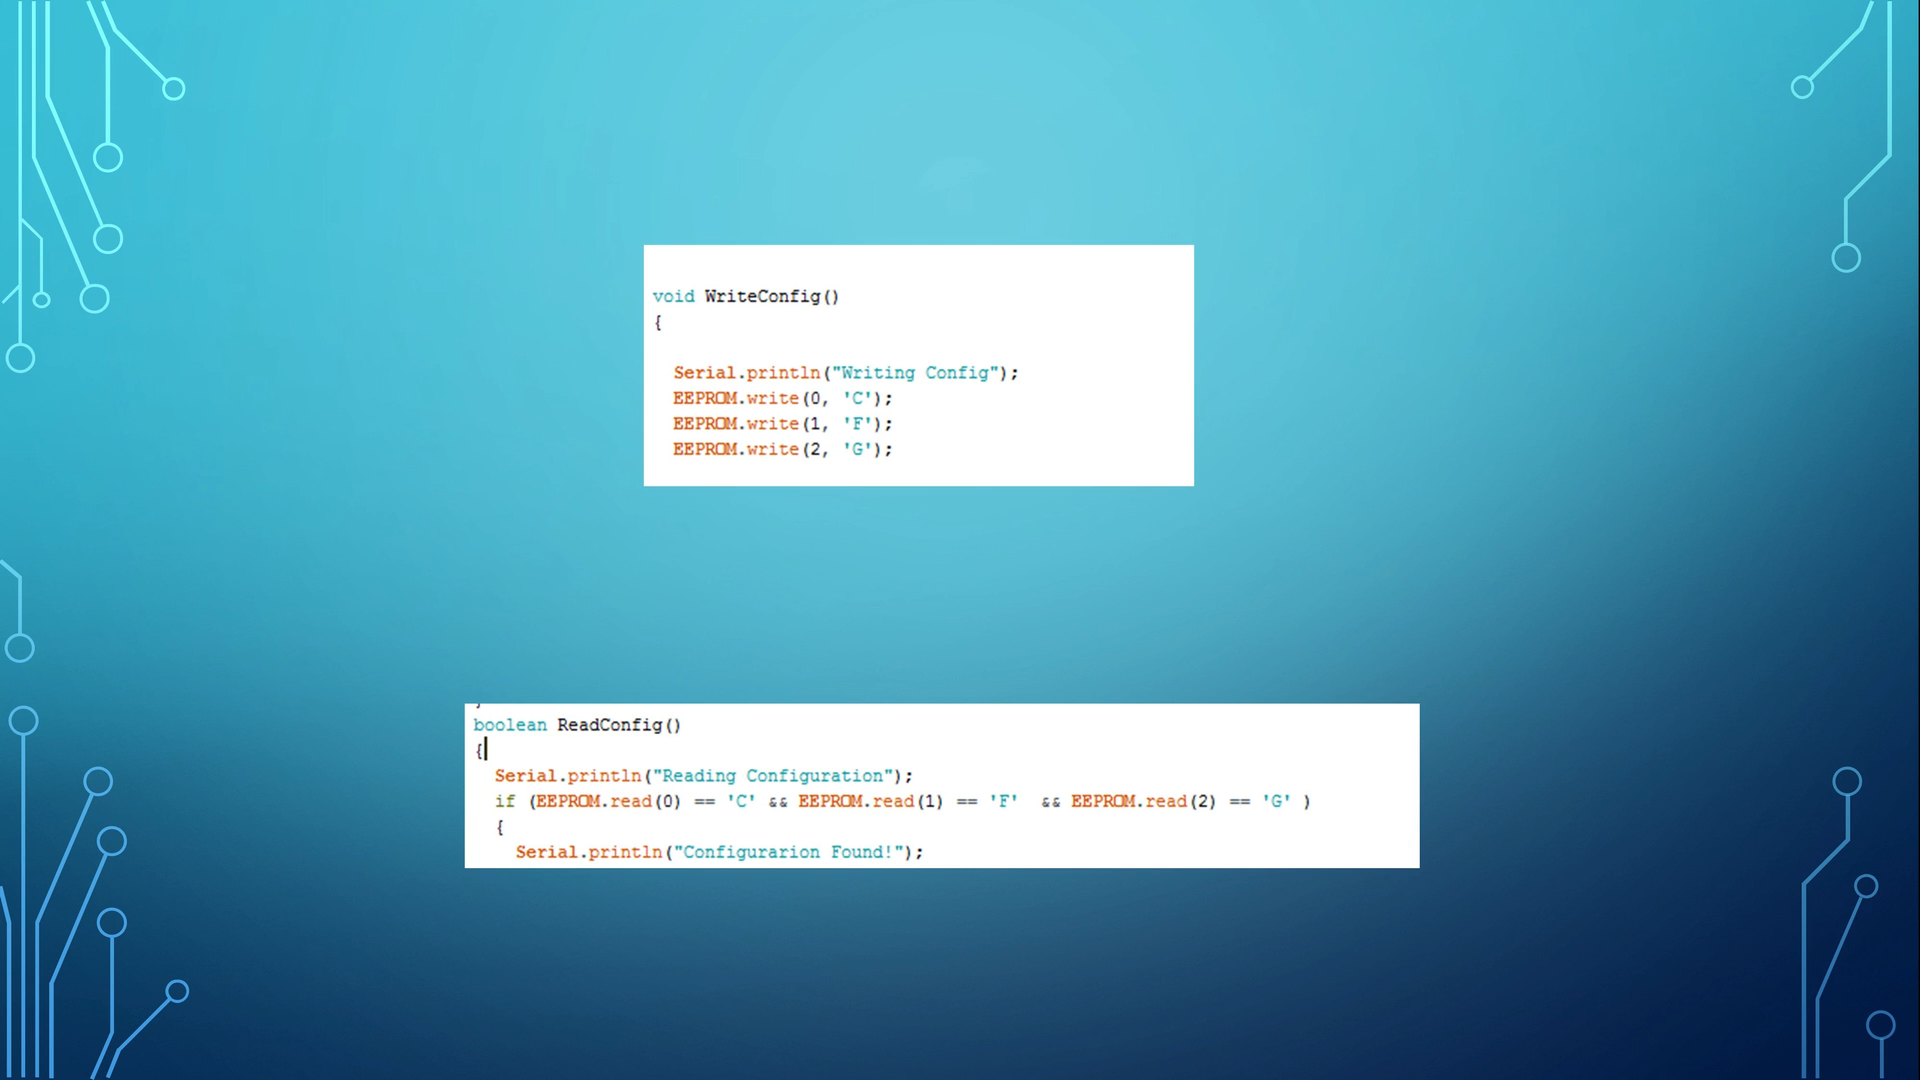 void WriteConfig()
{
Serial.println("Writing Config");
EEPROM.write(0, 'C');
EEPROM.write(1, 'F');
EEPROM.write(2, 'G');
boolean ReadConfig()
{
Serial.println("Reading Configuration");
if (EEPROM.read(0) == 'C' && EEPROM.read(1) == 'F'  && EEPROM.read(2) == 'G' )
{
Serial.println("Configurarion Found!");